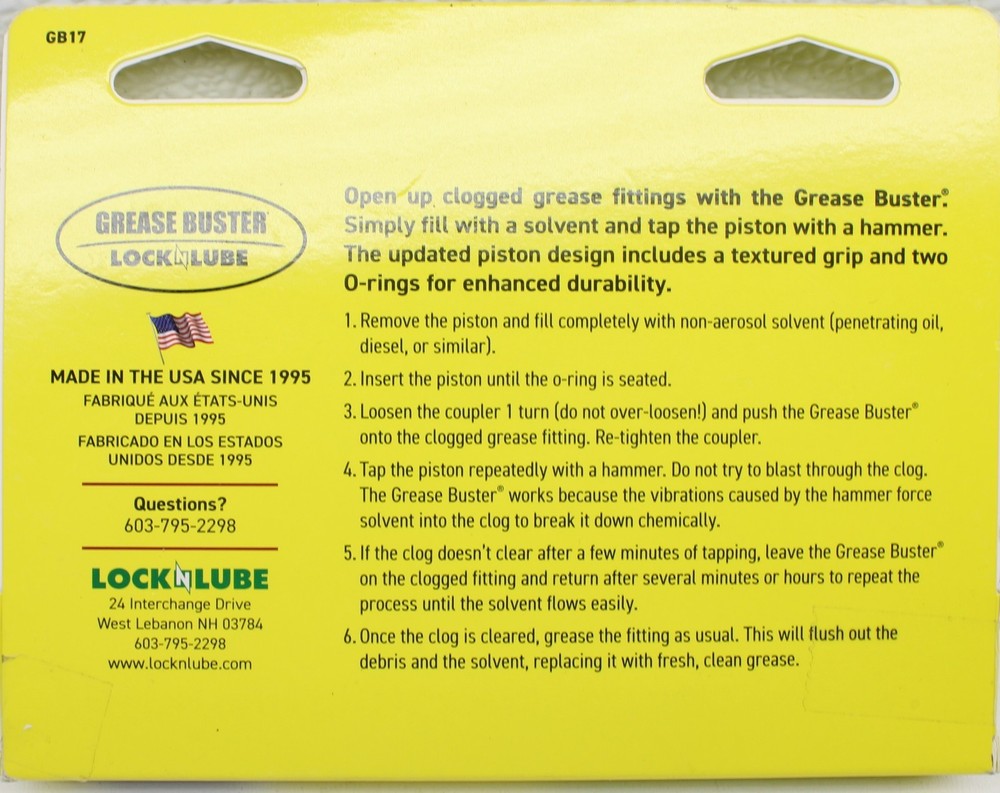 GB17
GREASE BUSTER
LOCKNLUBE
MADE IN THE USA SINCE 1995
FABRIQUÉ AUX ÉTATS-UNIS
DEPUIS 1995
FABRICADO EN LOS ESTADOS
UNIDOS DESDE 1995
Questions?
603-795-2298
LOCKNLUBE
24 Interchange Drive
West Lebanon NH 03784
603-795-2298
www.locknlube.com
Open up clogged grease fittings with the Grease Buster®.
Simply fill with a solvent and tap the piston with a hammer.
The updated piston design includes a textured grip and two
O-rings for enhanced durability.
1. Remove the piston and fill completely with non-aerosol solvent (penetrating oil,
diesel, or similar).
2. Insert the piston until the o-ring is seated.
3. Loosen the coupler 1 turn (do not over-loosen!) and push the Grease Buster®
onto the clogged grease fitting. Re-tighten the coupler.
4. Tap the piston repeatedly with a hammer. Do not try to blast through the clog.
The Grease Buster® works because the vibrations caused by the hammer force
solvent into the clog to break it down chemically.
5. If the clog doesn't clear after a few minutes of tapping, leave the Grease Buster®
on the clogged fitting and return after several minutes or hours to repeat the
process until the solvent flows easily.
6. Once the clog is cleared, grease the fitting as usual. This will flush out the
debris and the solvent, replacing it with fresh, clean grease.